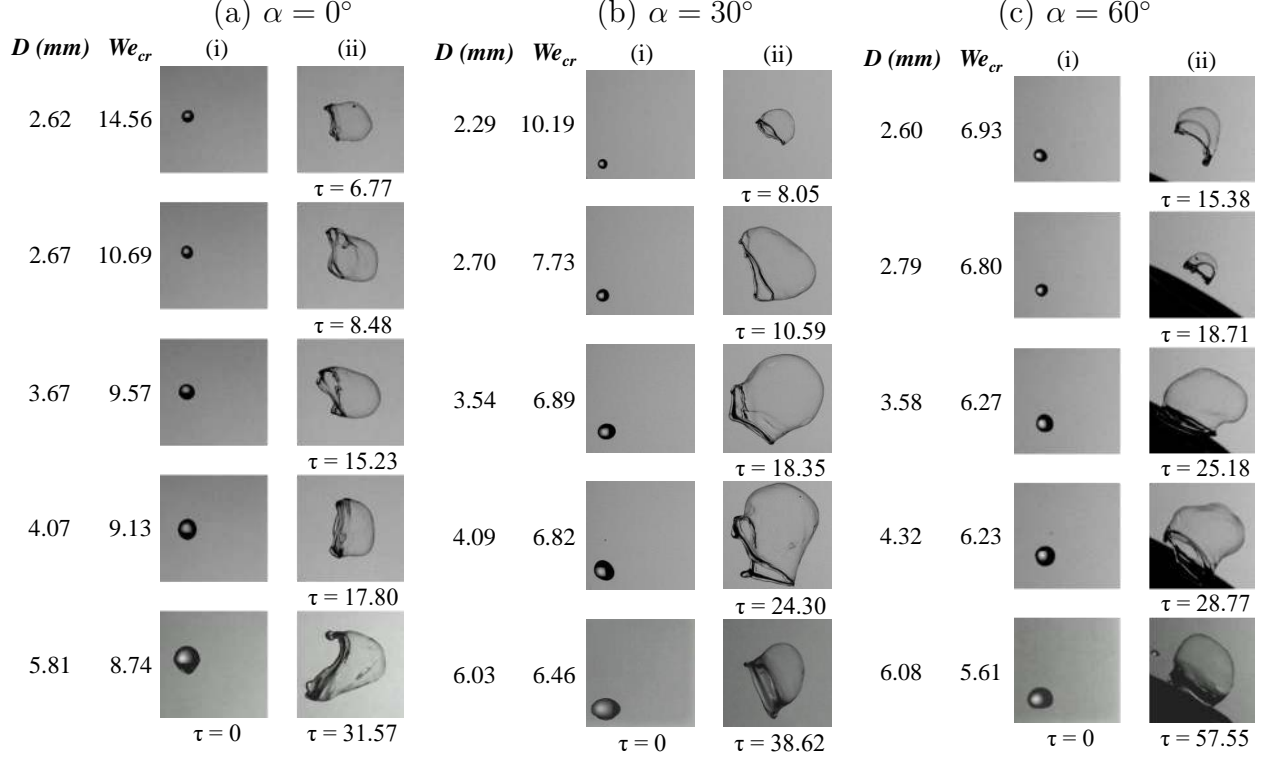 (a) α = 0°
D (mm) We_cr (i) (ii)
2.62 14.56
τ = 6.77
2.67 10.69
τ = 8.48
3.67 9.57
τ = 15.23
4.07 9.13
τ = 17.80
5.81 8.74
τ = 0 τ = 31.57
(b) α = 30°
D (mm) We_cr (i) (ii)
2.29 10.19
τ = 8.05
2.70 7.73
τ = 10.59
3.54 6.89
τ = 18.35
4.09 6.82
τ = 24.30
6.03 6.46
τ = 0 τ = 38.62
(c) α = 60°
D (mm) We_cr (i) (ii)
2.60 6.93
τ = 15.38
2.79 6.80
τ = 18.71
3.58 6.27
τ = 25.18
4.32 6.23
τ = 28.77
6.08 5.61
τ = 0 τ = 57.55